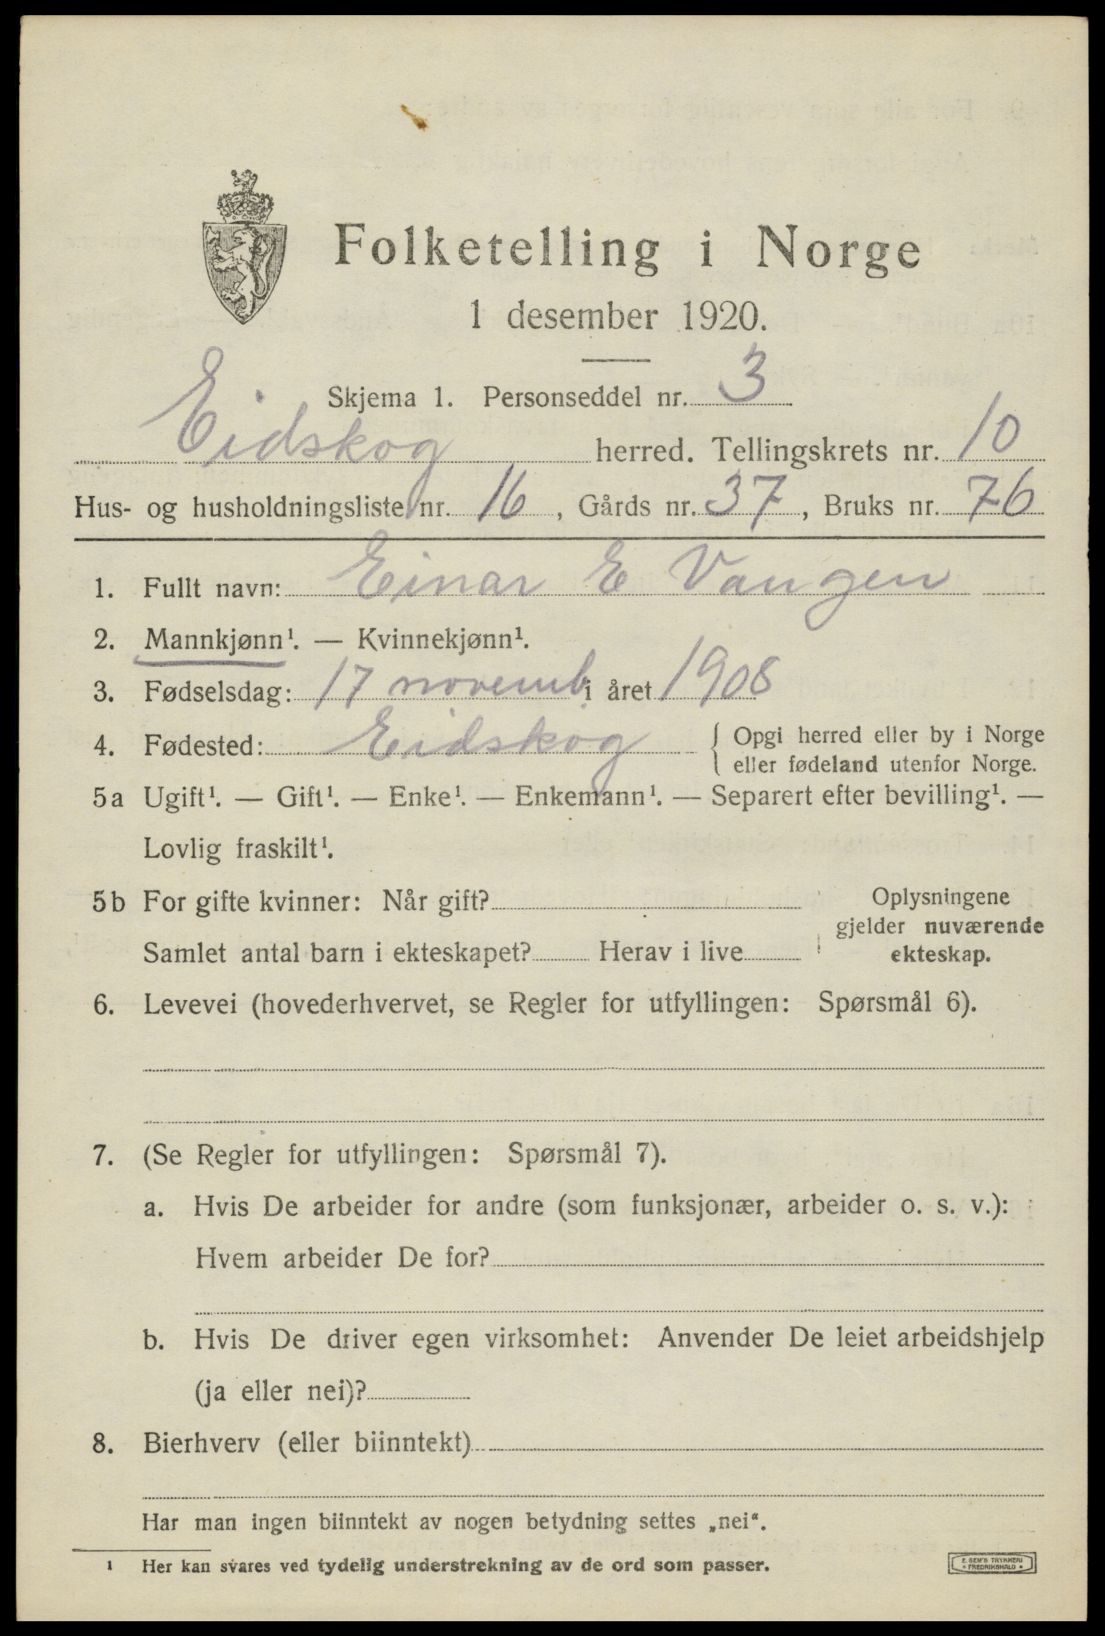 Folketelling i Norge
1 desember 1920.
Skjema 1. Personseddel nr. 3
Eidskog herred. Tellingskrets nr. 10
Hus- og husholdningsliste nr. 16, Gårds nr. 37, Bruks nr. 76
1. Fullt navn: Einar E Vangen
2. Mannkjønn¹. — Kvinnekjønn¹.
3. Fødselsdag: 17 novemb i året 1908
4. Fødested: Eidskog { Opgi herred eller by i Norge
eller fødeland utenfor Norge.
5a Ugift¹. — Gift¹. — Enke¹. — Enkemann¹. — Separert efter bevilling¹. —
Lovlig fraskilt¹.
5b For gifte kvinner: Når gift? Oplysningene
gjelder nuværende
Samlet antal barn i ekteskapet? Herav i live ekteskap.
6. Levevei (hovederhvervet, se Regler for utfyllingen: Spørsmål 6).
7. (Se Regler for utfyllingen: Spørsmål 7).
a. Hvis De arbeider for andre (som funksjonær, arbeider o. s. v.):
Hvem arbeider De for?
b. Hvis De driver egen virksomhet: Anvender De leiet arbeidshjelp
(ja eller nei)?
8. Bierhverv (eller biinntekt)
Har man ingen biinntekt av nogen betydning settes „nei“.
¹ Her kan svares ved tydelig understrekning av de ord som passer.
E. SEM'S TRYKKERI
• FREDRIKSHALD •